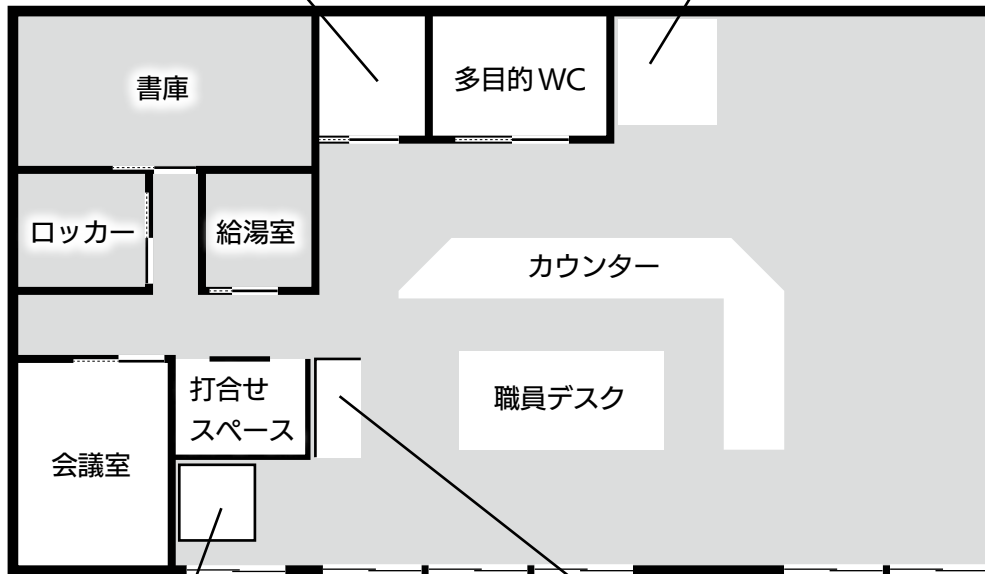 書庫
多目的WC
ロッカー
給湯室
カウンター
打合せ
スペース
職員デスク
会議室